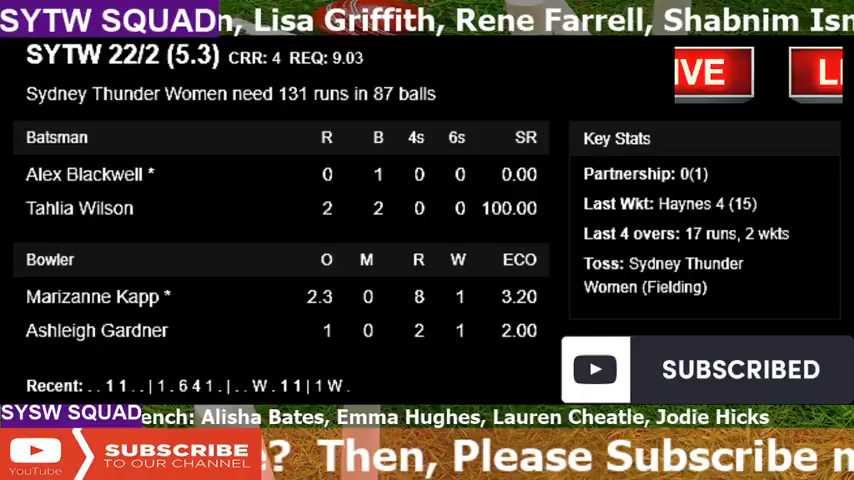 SYTW SQUAD n, Lisa Griffith, Rene Farrell, Shabnim Ism
SYTW 22/2 (5.3) CRR: 4 REQ: 9.03
IVE LI
Sydney Thunder Women need 131 runs in 87 balls
Batsman R B 4s 6s SR
Alex Blackwell * 0 1 0 0 0.00
Tahlia Wilson 2 2 0 0 100.00
Bowler O M R W ECO
Marizanne Kapp * 2.3 0 8 1 3.20
Ashleigh Gardner 1 0 2 1 2.00
Recent: . . 1 1 . . | 1 . 6 4 1 . | . . W . 1 1 | 1 W .
Key Stats
Partnership: 0(1)
Last Wkt: Haynes 4 (15)
Last 4 overs: 17 runs, 2 wkts
Toss: Sydney Thunder
Women (Fielding)
SUBSCRIBED
SYSW SQUAD ench: Alisha Bates, Emma Hughes, Lauren Cheatle, Jodie Hicks
YouTube
SUBSCRIBE
TO OUR CHANNEL
e? Then, Please Subscribe m